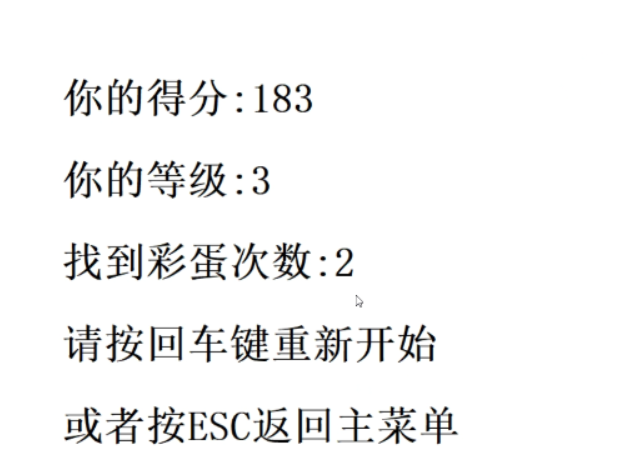 你的得分:183
你的等级:3
找到彩蛋次数:2
请按回车键重新开始
或者按ESC返回主菜单